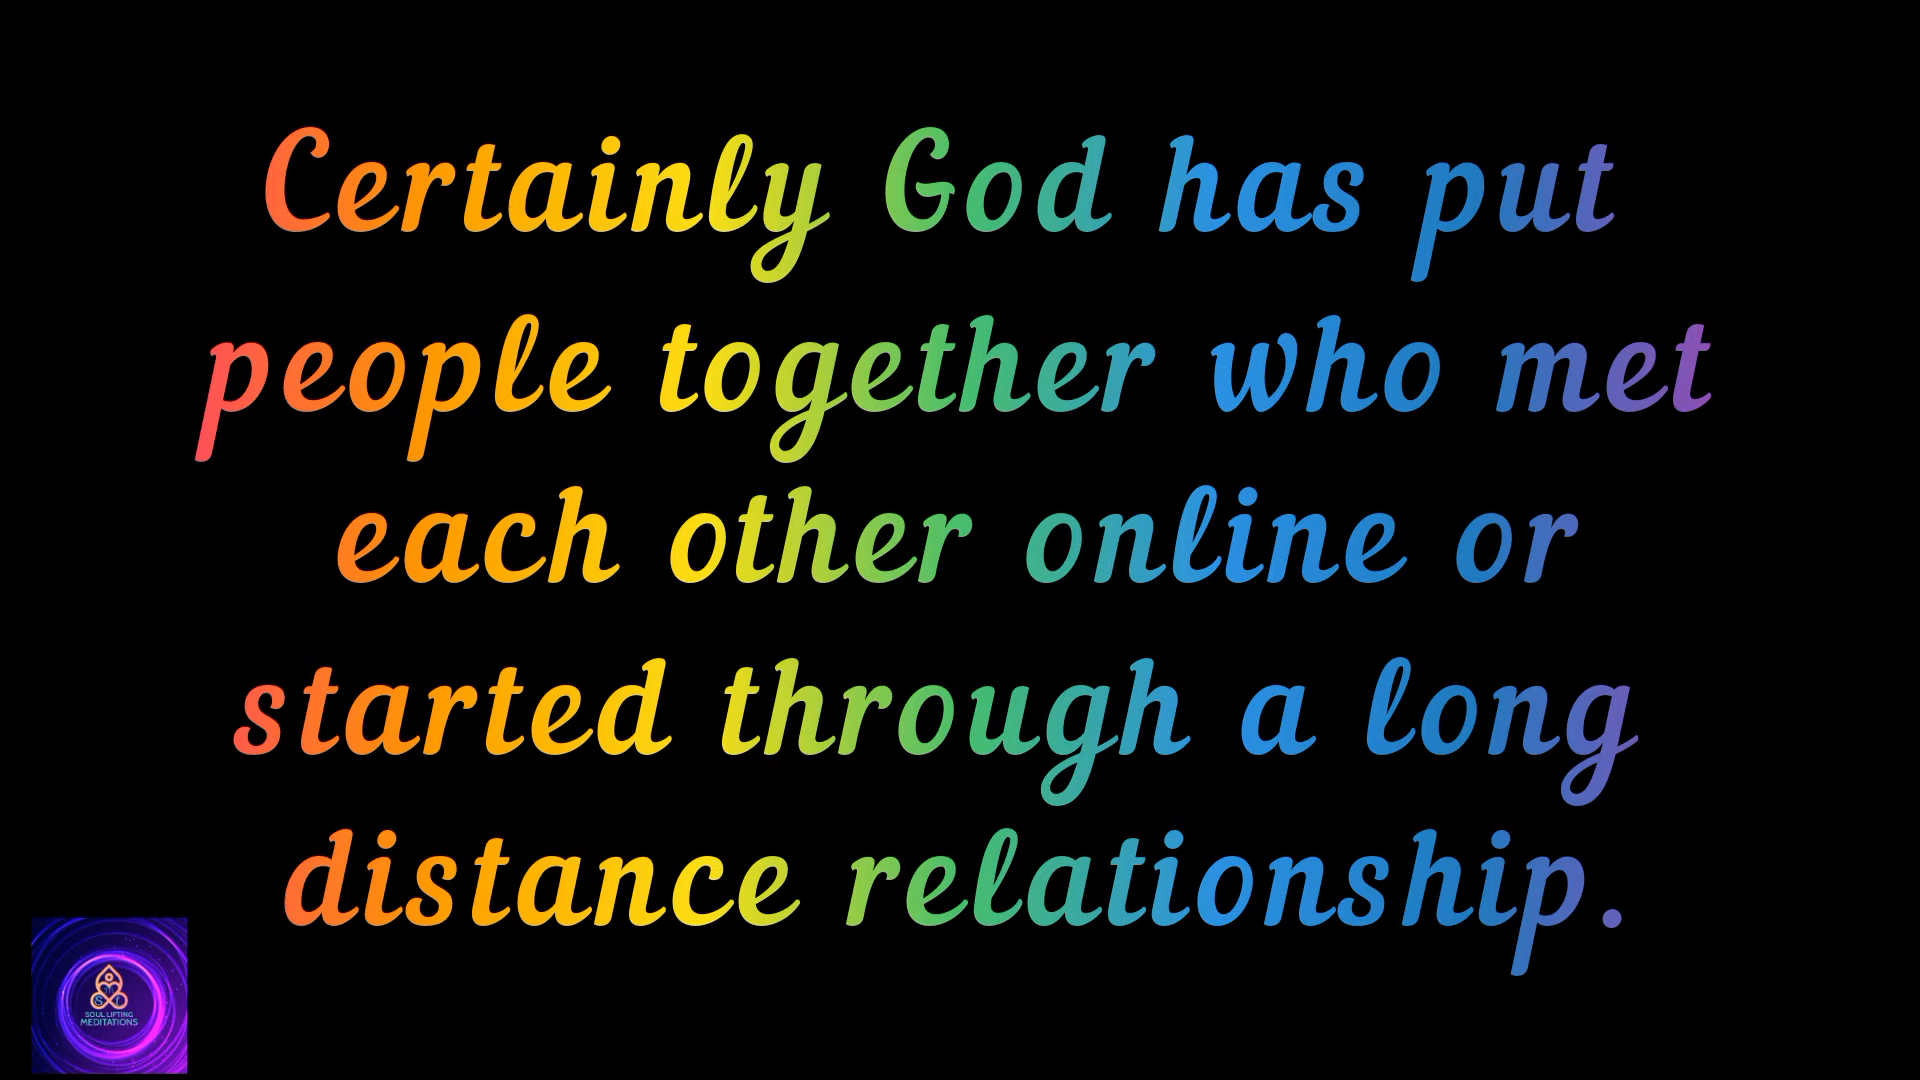 Certainly God has put
people together who met
each other online or
started through a long
distance relationship.
SOUL LIFTING
MEDITATIONS